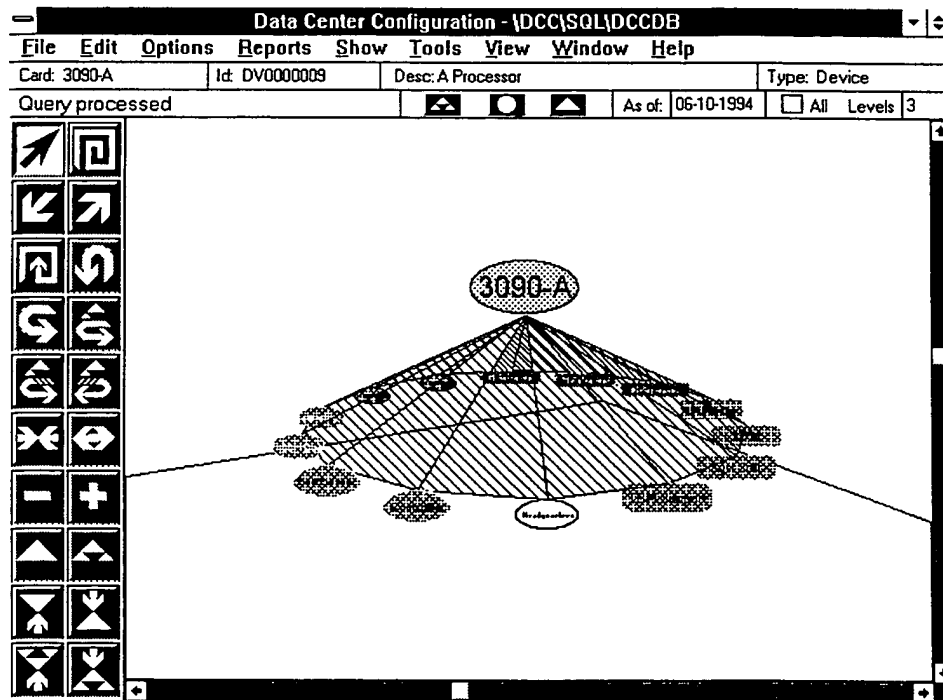 Data Center Configuration - \DCC\SQL\DCCDB
File Edit Options Reports Show Tools View Window Help
Card: 3090-A Id: DV0000009 Desc: A Processor Type: Device
Query processed As of: 06-10-1994 All Levels 3
3090-A
Headquarters